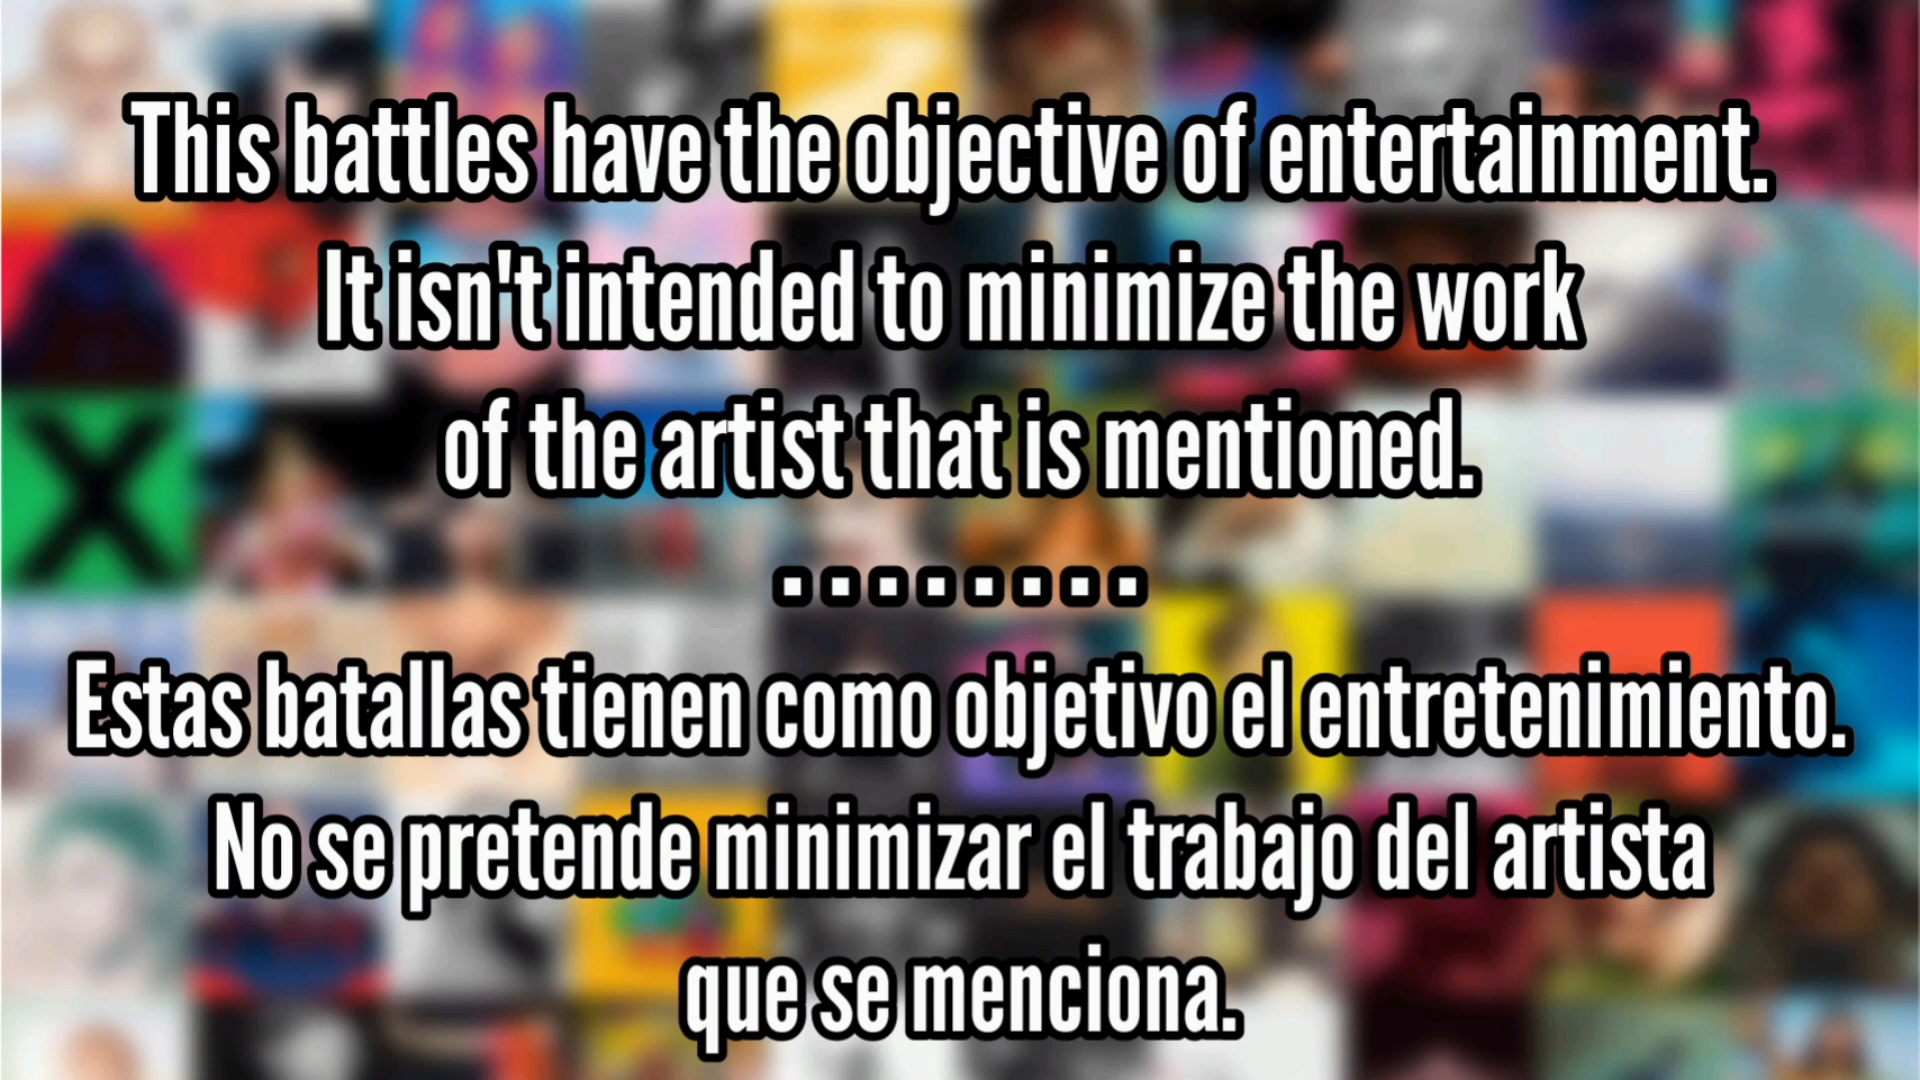 This battles have the objective of entertainment.
It isn't intended to minimize the work
of the artist that is mentioned.
........
Estas batallas tienen como objetivo el entretenimiento.
No se pretende minimizar el trabajo del artista
que se menciona.